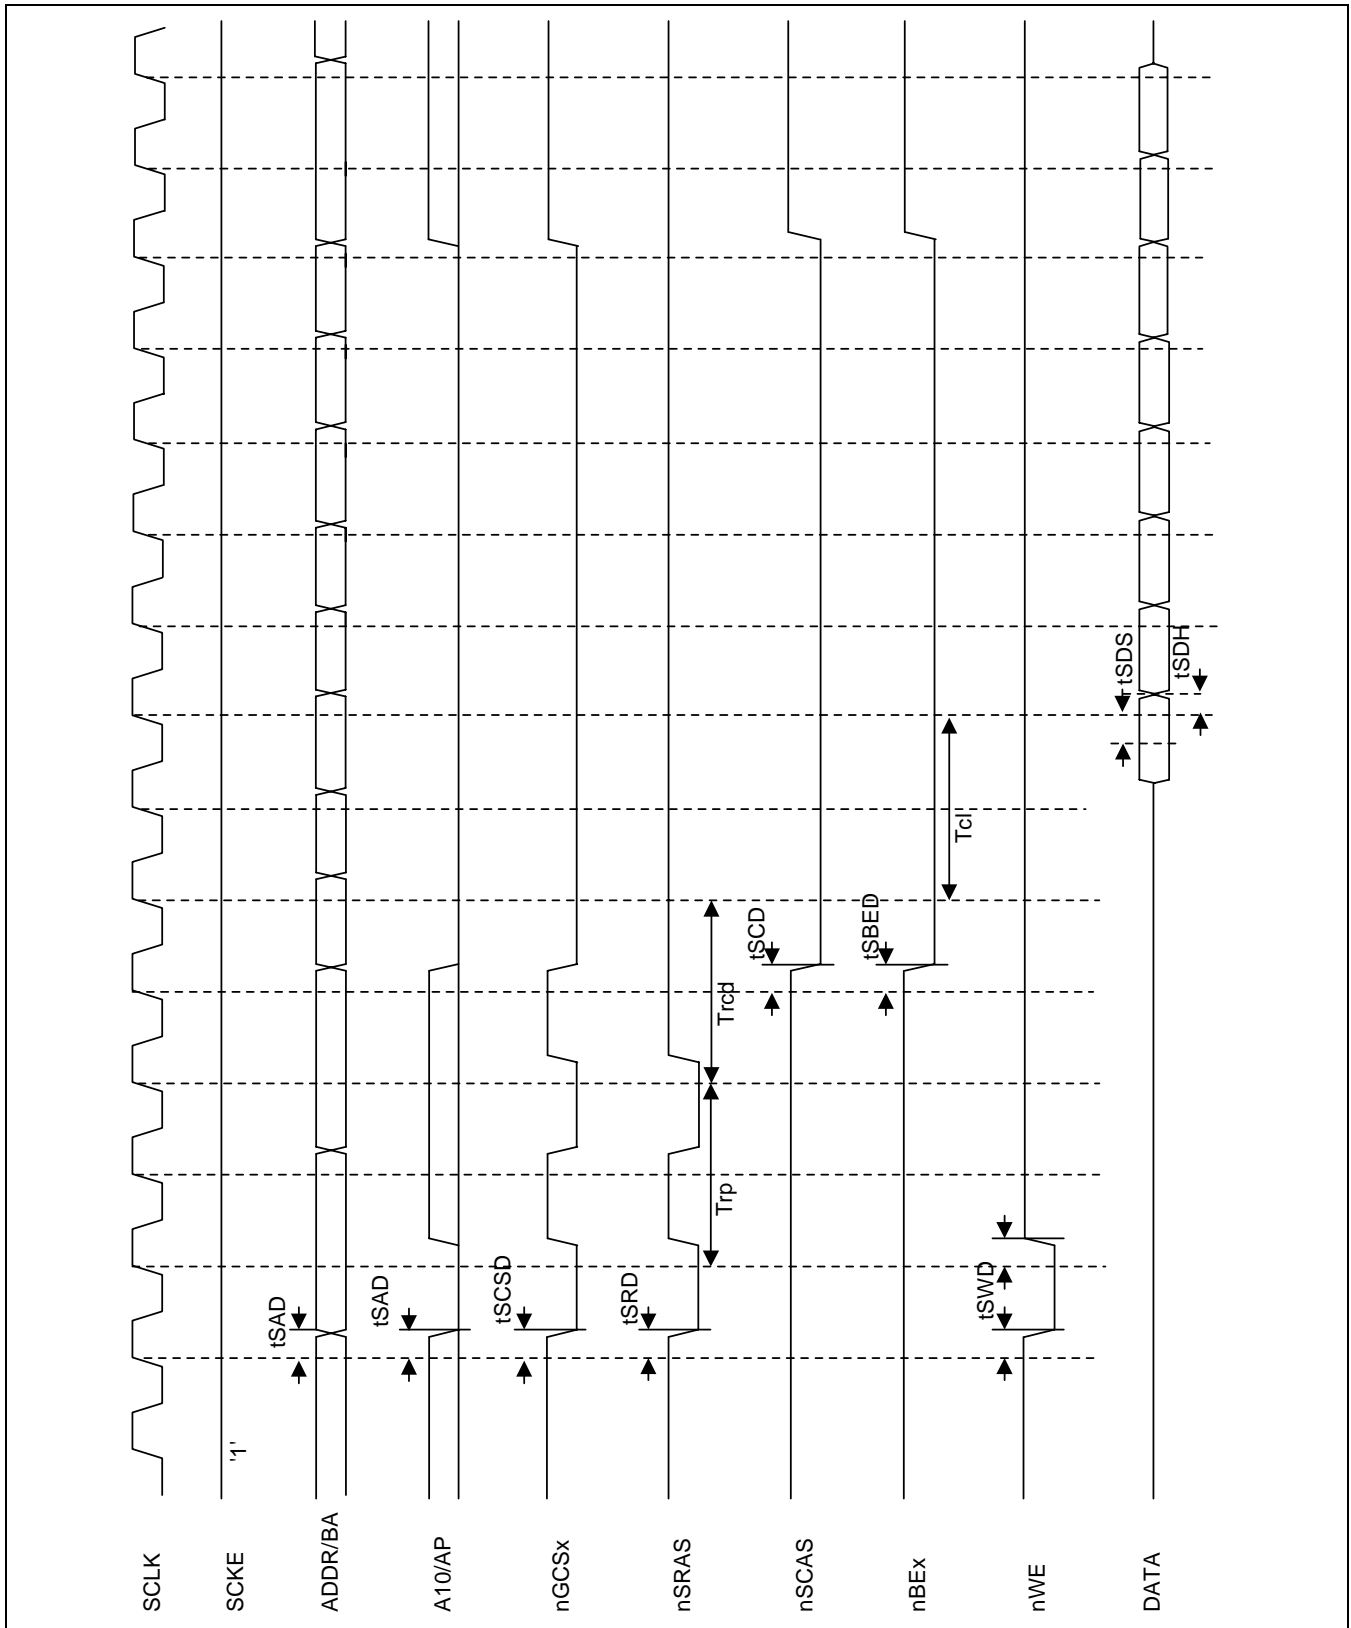 SCLK
SCKE
'1'
ADDR/BA
tSAD
A10/AP
tSAD
nGCSx
tSCSD
nSRAS
tSRD
Trp
Trcd
nSCAS
tSCD
nBEx
tSBED
Tcl
nWE
tSWD
DATA
tSDS
tSDH